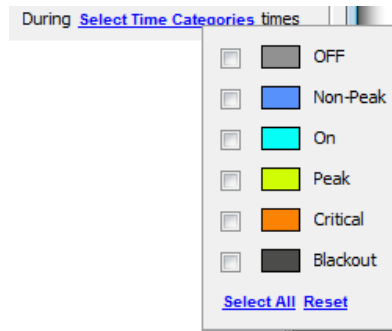 During Select Time Categories times
OFF
Non-Peak
On
Peak
Critical
Blackout
Select All Reset